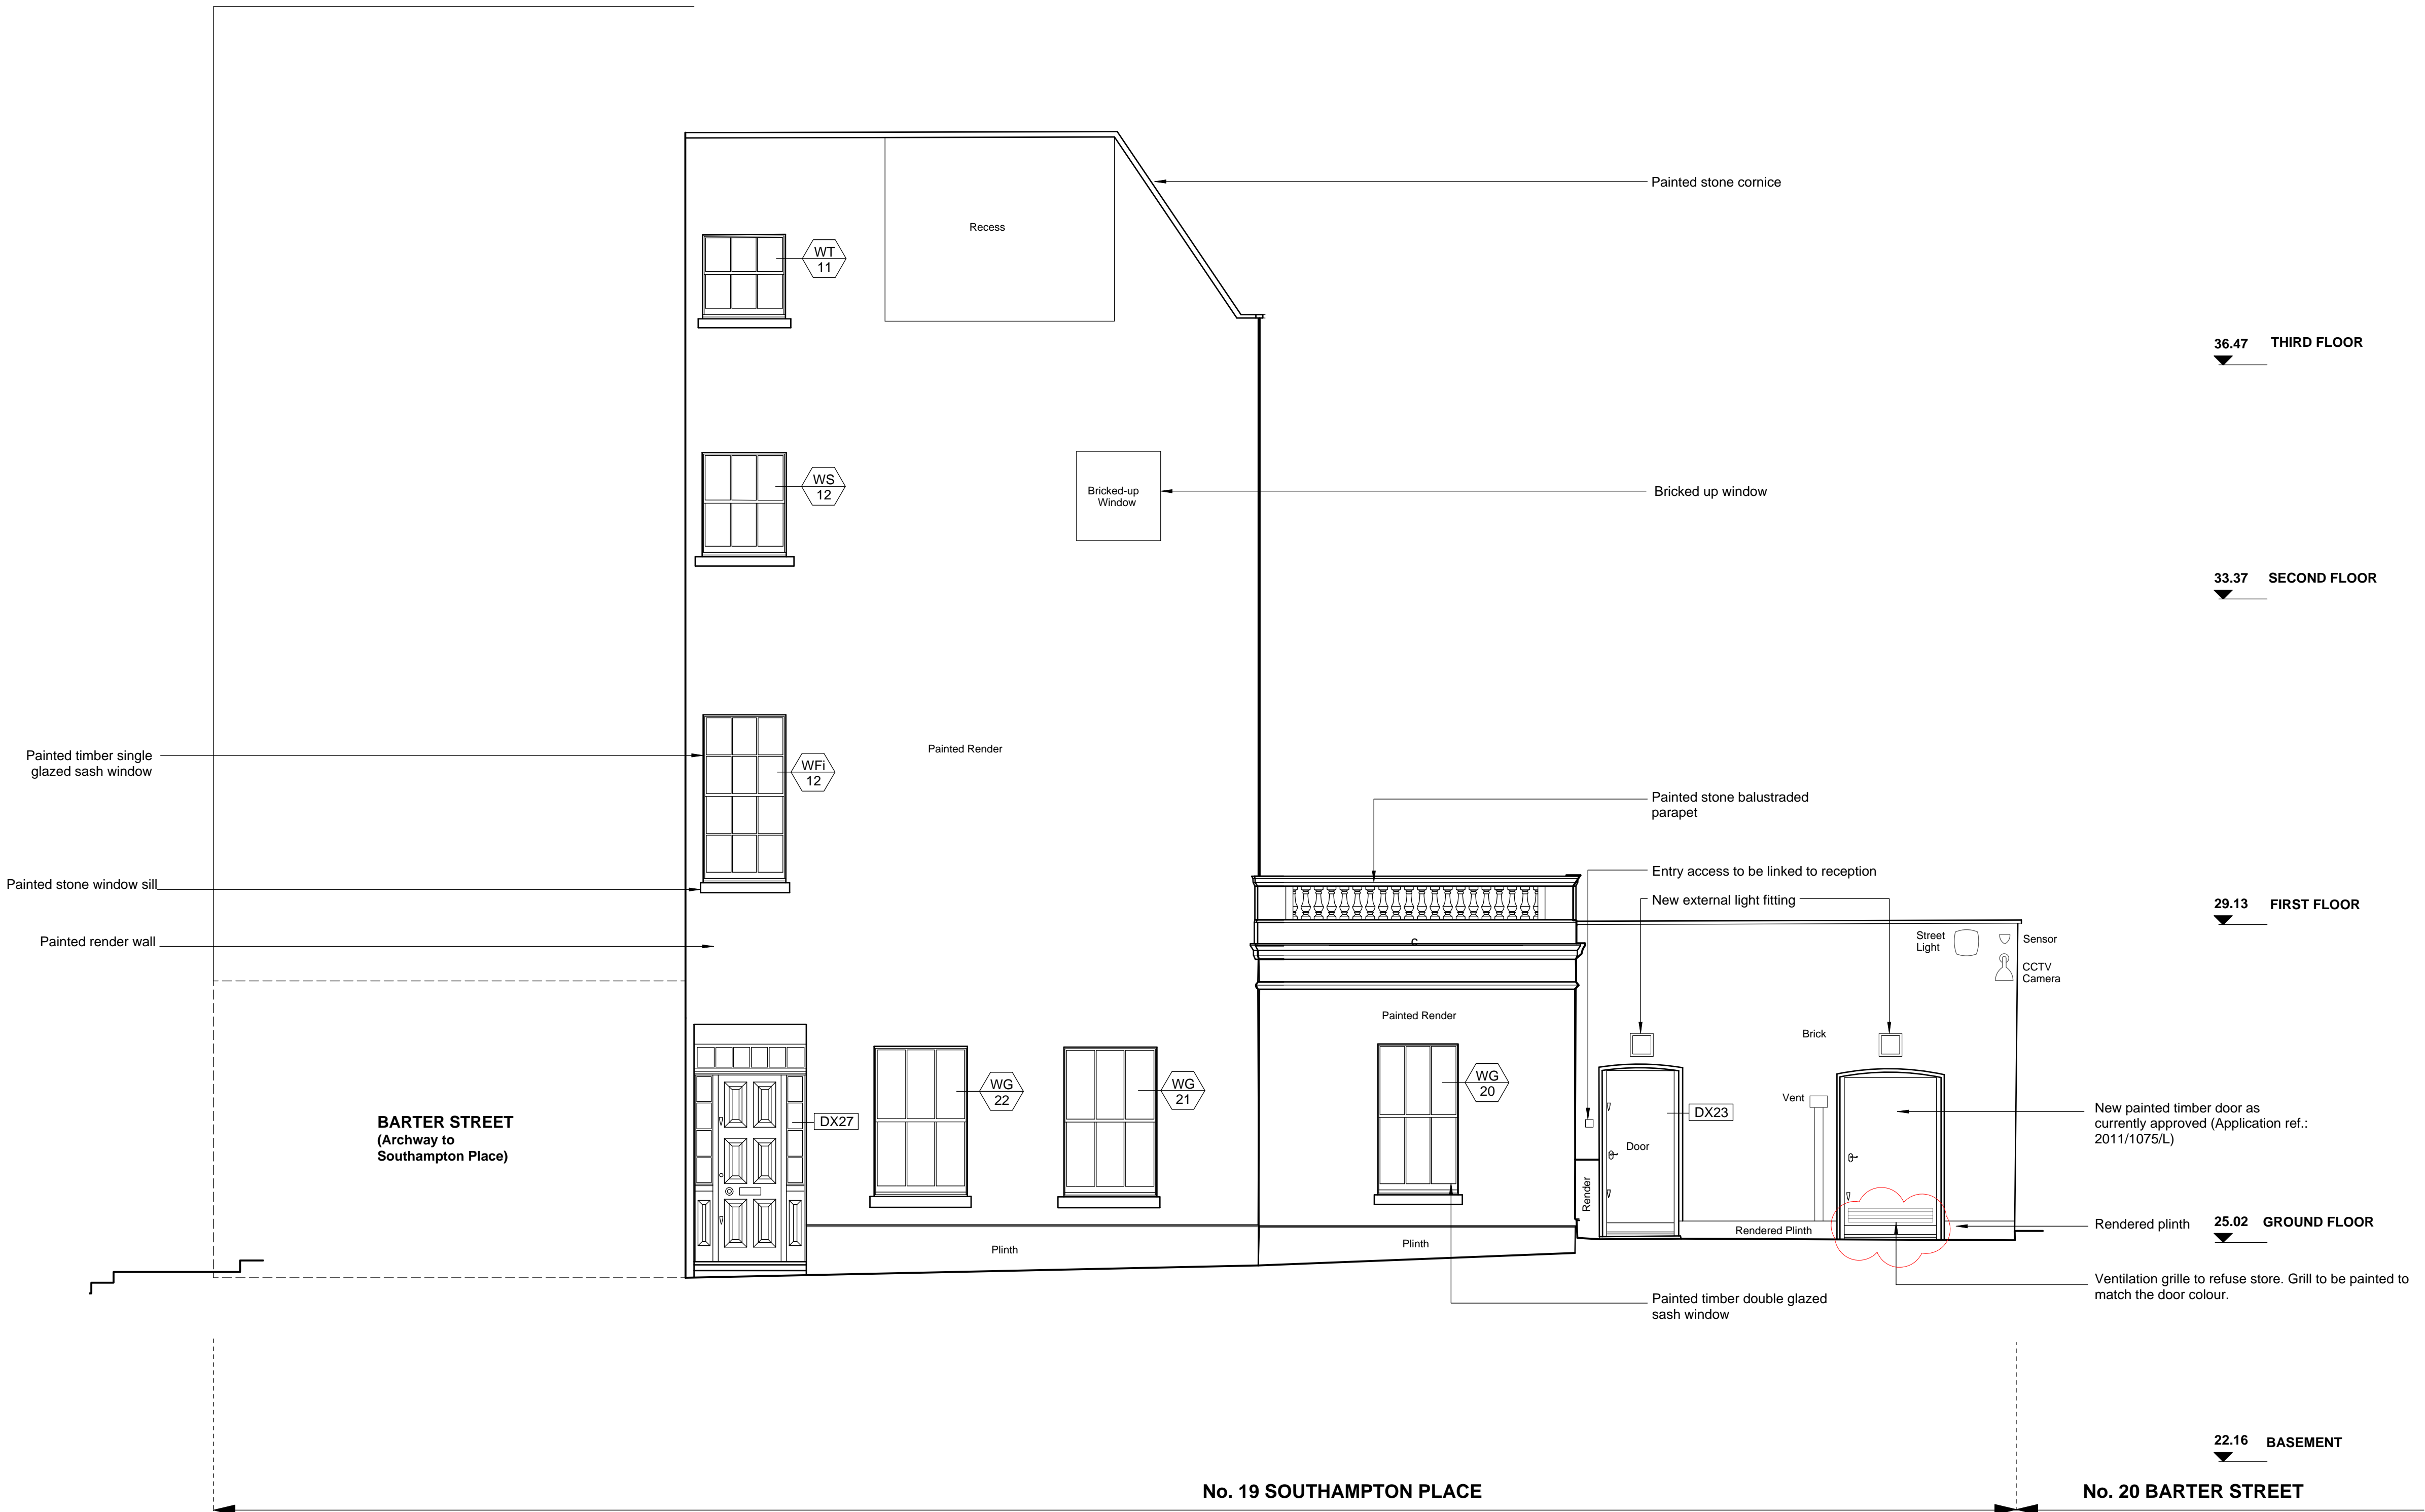 Painted stone cornice
Recess
WT
11
36.47 THIRD FLOOR
WS
12
Bricked-up
Window
Bricked up window
33.37 SECOND FLOOR
Painted timber single
glazed sash window
Painted Render
WFi
12
Painted stone balustraded
parapet
Painted stone window sill
Entry access to be linked to reception
New external light fitting
29.13 FIRST FLOOR
Painted render wall
C
Street
Light
Sensor
CCTV
Camera
Painted Render
Brick
WG
22
WG
21
WG
20
Vent
DX23
DX27
BARTER STREET
(Archway to
Southampton Place)
Door
New painted timber door as
currently approved (Application ref.:
2011/1075/L)
Render
Rendered Plinth
Rendered plinth
25.02 GROUND FLOOR
Plinth
Plinth
Ventilation grille to refuse store. Grill to be painted to
match the door colour.
Painted timber double glazed
sash window
22.16 BASEMENT
No. 19 SOUTHAMPTON PLACE
No. 20 BARTER STREET